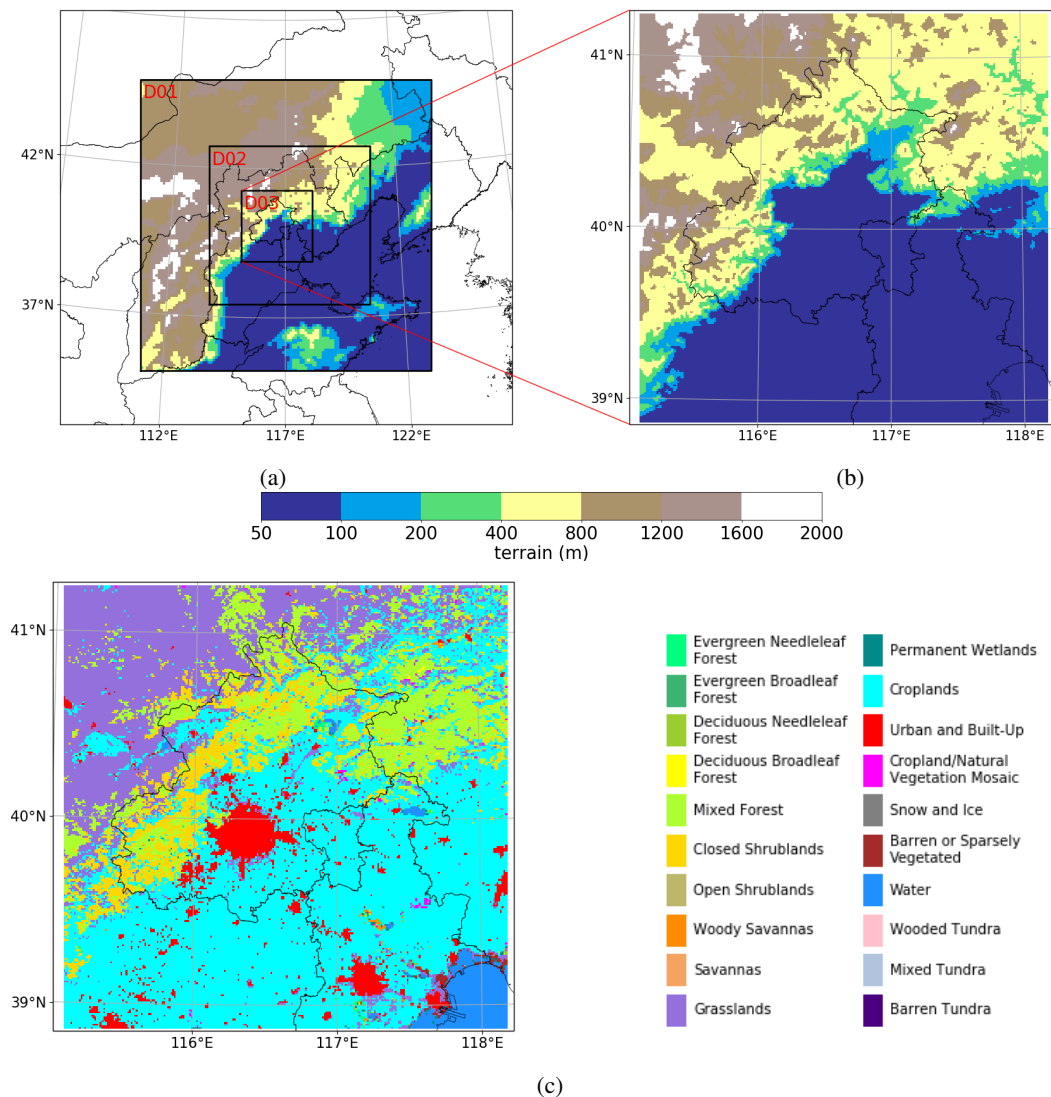 D01
D02
D03
42°N
37°N
112°E
117°E
122°E
(a)
41°N
40°N
39°N
116°E
117°E
118°E
(b)
50
100
200
400
800
1200
1600
2000
terrain (m)
41°N
40°N
39°N
116°E
117°E
118°E
Evergreen Needleleaf
Forest
Evergreen Broadleaf
Forest
Deciduous Needleleaf
Forest
Deciduous Broadleaf
Forest
Mixed Forest
Closed Shrublands
Open Shrublands
Woody Savannas
Savannas
Grasslands
Permanent Wetlands
Croplands
Urban and Built-Up
Cropland/Natural
Vegetation Mosaic
Snow and Ice
Barren or Sparsely
Vegetated
Water
Wooded Tundra
Mixed Tundra
Barren Tundra
(c)